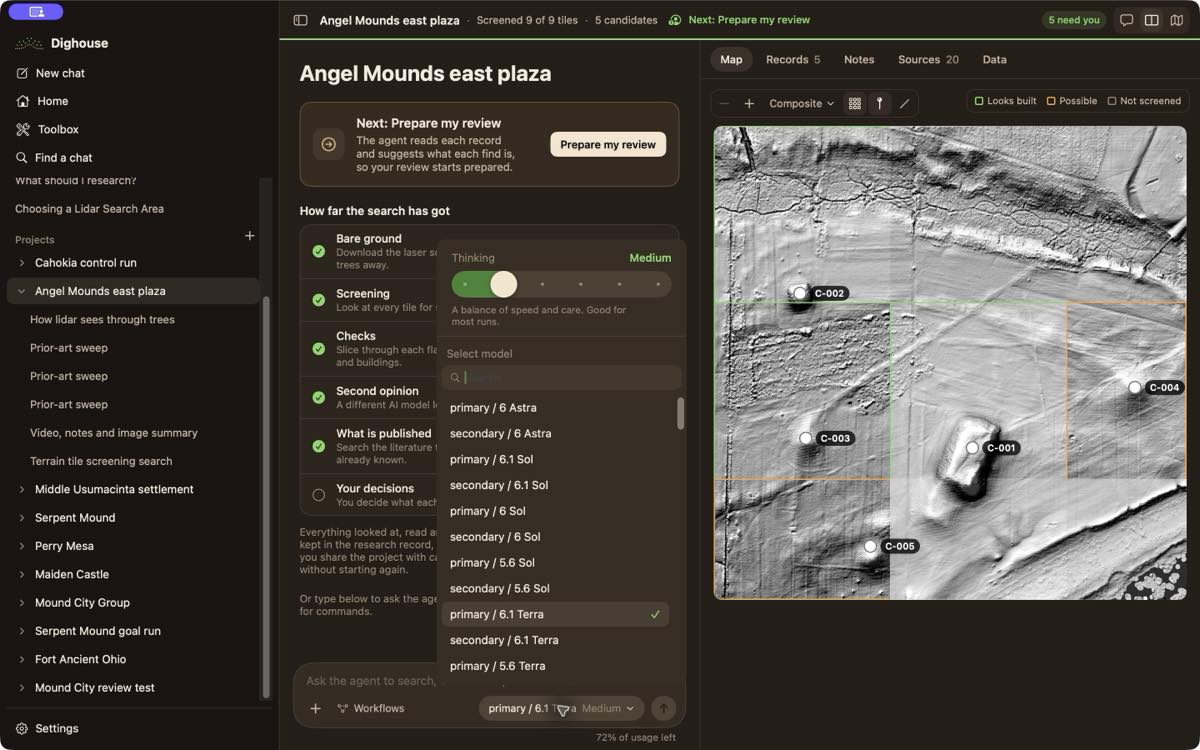 Dighouse
New chat
Home
Toolbox
Find a chat
What should I research?
Choosing a Lidar Search Area
Projects
Cahokia control run
Angel Mounds east plaza
How lidar sees through trees
Prior-art sweep
Prior-art sweep
Prior-art sweep
Video, notes and image summary
Terrain tile screening search
Middle Usumacinta settlement
Serpent Mound
Perry Mesa
Maiden Castle
Mound City Group
Serpent Mound goal run
Fort Ancient Ohio
Mound City review test
Settings
Angel Mounds east plaza · Screened 9 of 9 tiles · 5 candidates Next: Prepare my review
5 need you
Angel Mounds east plaza
Next: Prepare my review
The agent reads each record
and suggests what each find is,
so your review starts prepared.
Prepare my review
How far the search has got
Bare ground
Download the laser
trees away.
Screening
Look at every tile for
Checks
Slice through each
and buildings.
Second opinion
A different AI model
What is published
Search the literature
already known.
Your decisions
You decide what each
Everything looked at, read
kept in the research record,
you share the project with
without starting again.
Or type below to ask the
for commands.
Thinking Medium
A balance of speed and care. Good for
most runs.
Select model
primary / 6 Astra
secondary / 6 Astra
primary / 6.1 Sol
secondary / 6.1 Sol
primary / 6 Sol
secondary / 6 Sol
primary / 5.6 Sol
secondary / 5.6 Sol
primary / 6.1 Terra
secondary / 6.1 Terra
primary / 5.6 Terra
Ask the agent to search,
Workflows
primary / 6.1 Medium
72% of usage left
Map Records 5 Notes Sources 20 Data
Composite
Looks built Possible Not screened
C-002
C-004
C-003
C-001
C-005